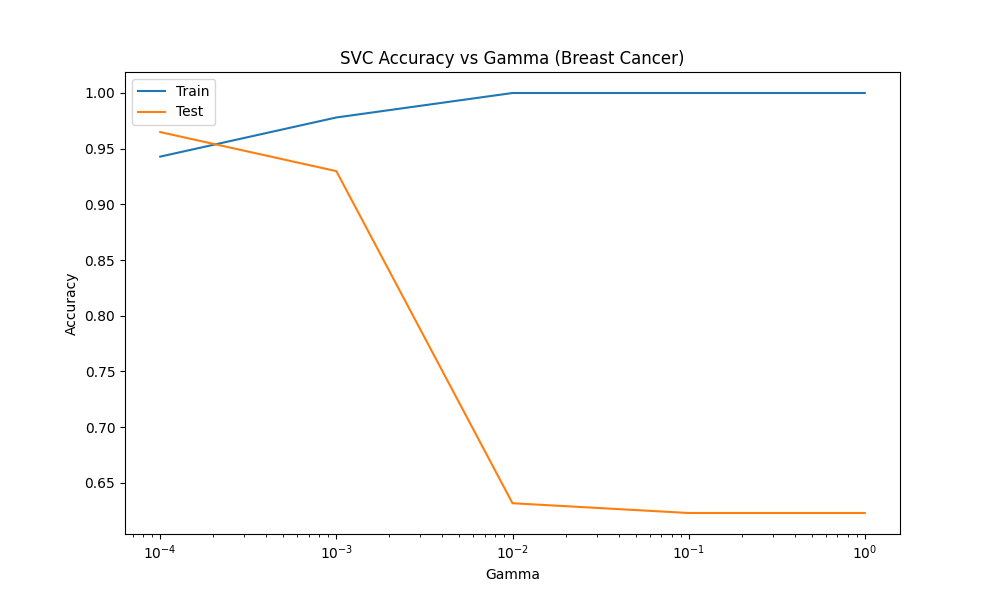 SVC Accuracy vs Gamma (Breast Cancer)
Train
Test
1.00
0.95
0.90
0.85
0.80
0.75
0.70
0.65
Accuracy
10⁻⁴
10⁻³
10⁻²
10⁻¹
10⁰
Gamma